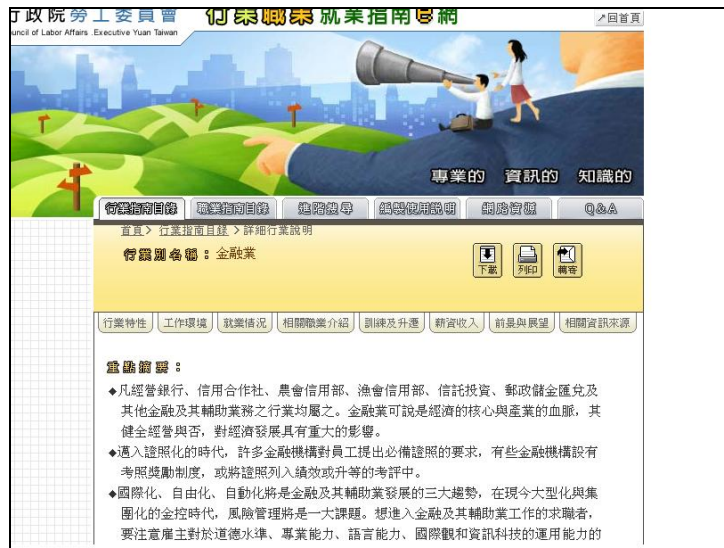 行政院勞工委員會 行業職業就業指南e網
↗回首頁
uncil of Labor Affairs .Executive Yuan Taiwan
專業的 資訊的 知識的
行業指南目錄 職業指南目錄 進階搜尋 編製使用說明 網路資源 Q&A
首頁> 行業指南目錄 >詳細行業說明
行業別名稱：金融業
下載 列印 轉寄
行業特性 工作環境 就業情況 相關職業介紹 訓練及升遷 薪資收入 前景與展望 相關資訊來源
重點摘要：
◆凡經營銀行、信用合作社、農會信用部、漁會信用部、信託投資、郵政儲金匯兌及
其他金融及其輔助業務之行業均屬之。金融業可說是經濟的核心與產業的血脈，其
健全經營與否，對經濟發展具有重大的影響。
◆邁入證照化的時代，許多金融機構對員工提出必備證照的要求，有些金融機構設有
考照獎勵制度，或將證照列入績效或升等的考評中。
◆國際化、自由化、自動化將是金融及其輔助業發展的三大趨勢，在現今大型化與集
團化的金控時代，風險管理將是一大課題。想進入金融及其輔助業工作的求職者，
要注意雇主對於道德水準、專業能力、語言能力、國際觀和資訊科技的運用能力的